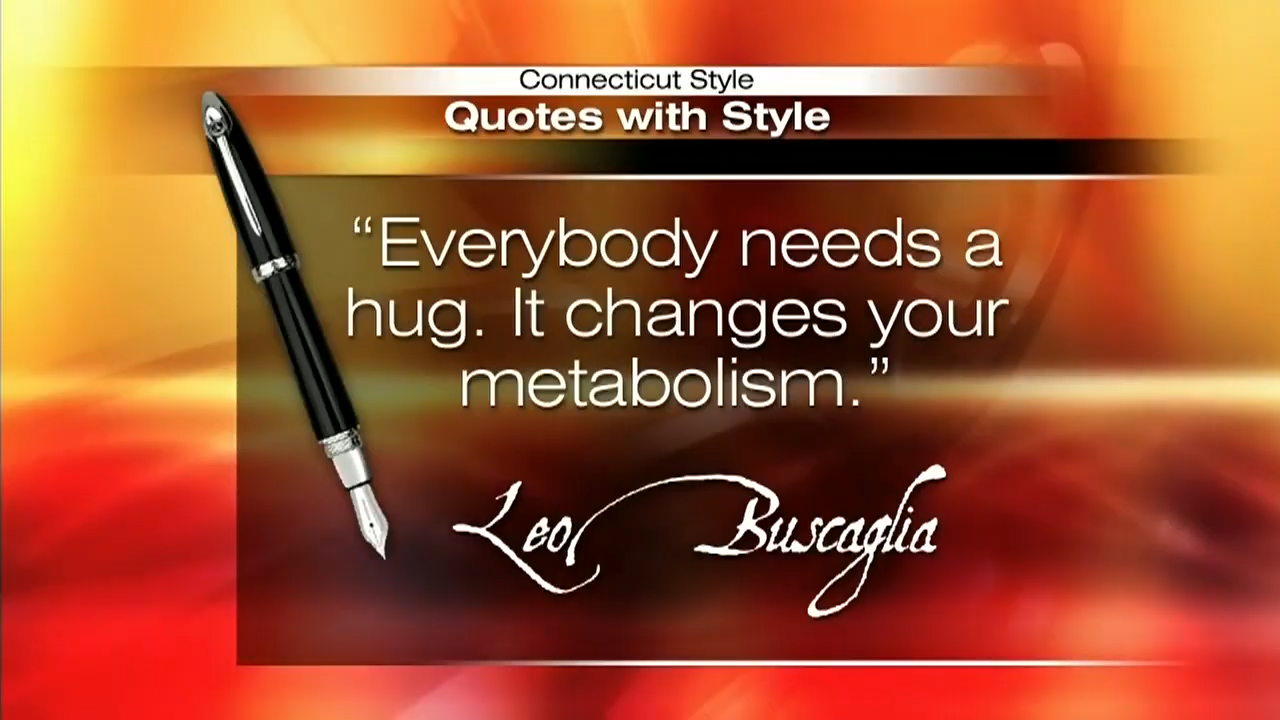 Connecticut Style
Quotes with Style
“Everybody needs a
hug. It changes your
metabolism.”
Leo Buscaglia